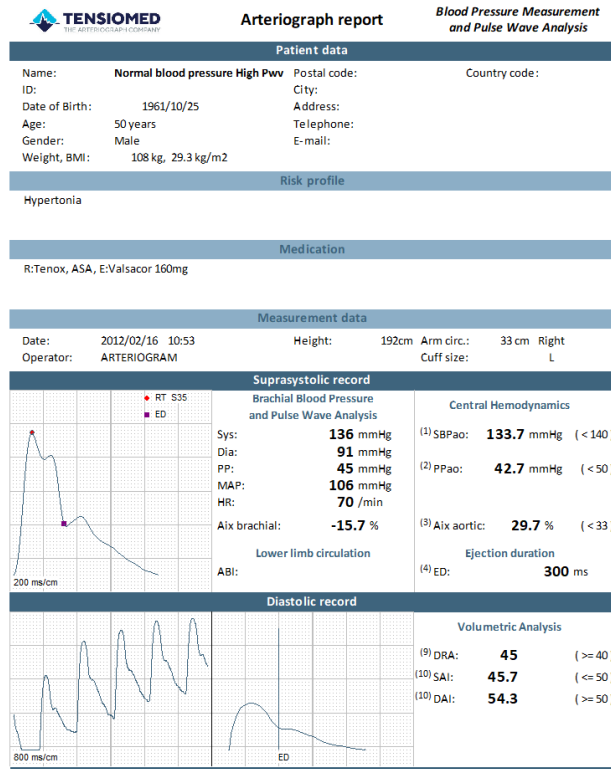 TENSIOMED
THE ARTERIOGRAPH COMPANY
Arteriograph report
Blood Pressure Measurement
and Pulse Wave Analysis
Patient data
Name: Normal blood pressure High Pwv Postal code: Country code:
ID: City:
Date of Birth: 1961/10/25 Address:
Age: 50 years Telephone:
Gender: Male E-mail:
Weight, BMI: 108 kg, 29.3 kg/m2
Risk profile
Hypertonia
Medication
R:Tenox, ASA, E:Valsacor 160mg
Measurement data
Date: 2012/02/16 10:53 Height: 192cm Arm circ.: 33 cm Right
Operator: ARTERIOGRAM Cuff size: L
Suprasystolic record
RT S35
ED
200 ms/cm
Brachial Blood Pressure
and Pulse Wave Analysis
Sys: 136 mmHg
Dia: 91 mmHg
PP: 45 mmHg
MAP: 106 mmHg
HR: 70 /min
Aix brachial: -15.7 %
Lower limb circulation
ABI:
Central Hemodynamics
(1) SBPao: 133.7 mmHg ( < 140
(2) PPao: 42.7 mmHg ( < 50
(3) Aix aortic: 29.7 % ( < 33
Ejection duration
(4) ED: 300 ms
Diastolic record
800 ms/cm
ED
Volumetric Analysis
(9) DRA: 45 ( >= 40
(10) SAI: 45.7 ( <= 50
(10) DAI: 54.3 ( >= 50